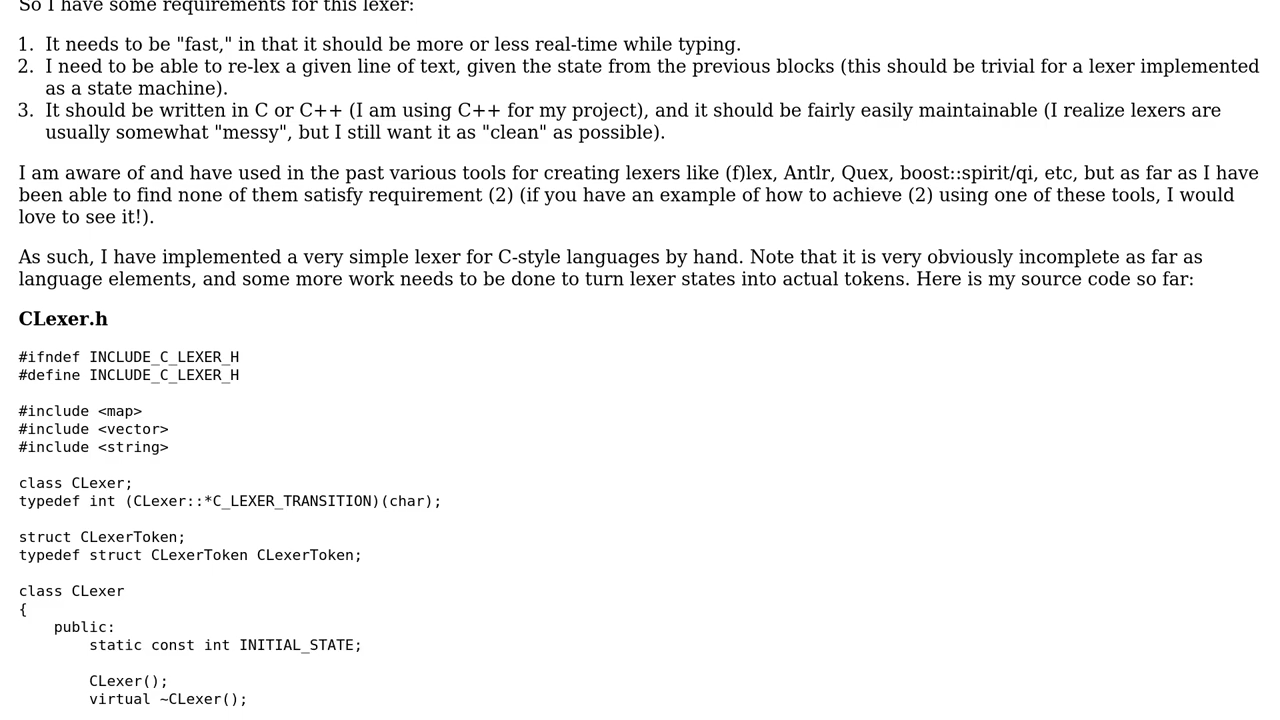 So I have some requirements for this lexer:
1. It needs to be "fast," in that it should be more or less real-time while typing.
2. I need to be able to re-lex a given line of text, given the state from the previous blocks (this should be trivial for a lexer implemented
as a state machine).
3. It should be written in C or C++ (I am using C++ for my project), and it should be fairly easily maintainable (I realize lexers are
usually somewhat "messy", but I still want it as "clean" as possible).
I am aware of and have used in the past various tools for creating lexers like (f)lex, Antlr, Quex, boost::spirit/qi, etc, but as far as I have
been able to find none of them satisfy requirement (2) (if you have an example of how to achieve (2) using one of these tools, I would
love to see it!).
As such, I have implemented a very simple lexer for C-style languages by hand. Note that it is very obviously incomplete as far as
language elements, and some more work needs to be done to turn lexer states into actual tokens. Here is my source code so far:
CLexer.h
#ifndef INCLUDE_C_LEXER_H
#define INCLUDE_C_LEXER_H
#include <map>
#include <vector>
#include <string>
class CLexer;
typedef int (CLexer::*C_LEXER_TRANSITION)(char);
struct CLexerToken;
typedef struct CLexerToken CLexerToken;
class CLexer
{
    public:
        static const int INITIAL_STATE;
        CLexer();
        virtual ~CLexer();